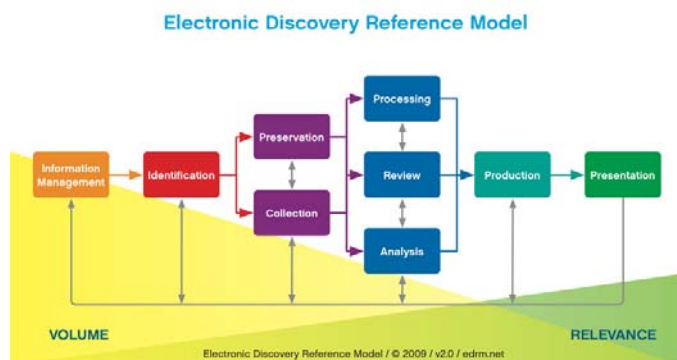 Electronic Discovery Reference Model
Processing
Preservation
Information
Management
Identification
Review
Production
Presentation
Collection
Analysis
VOLUME
RELEVANCE
Electronic Discovery Reference Model / © 2009 / v2.0 / edrm.net